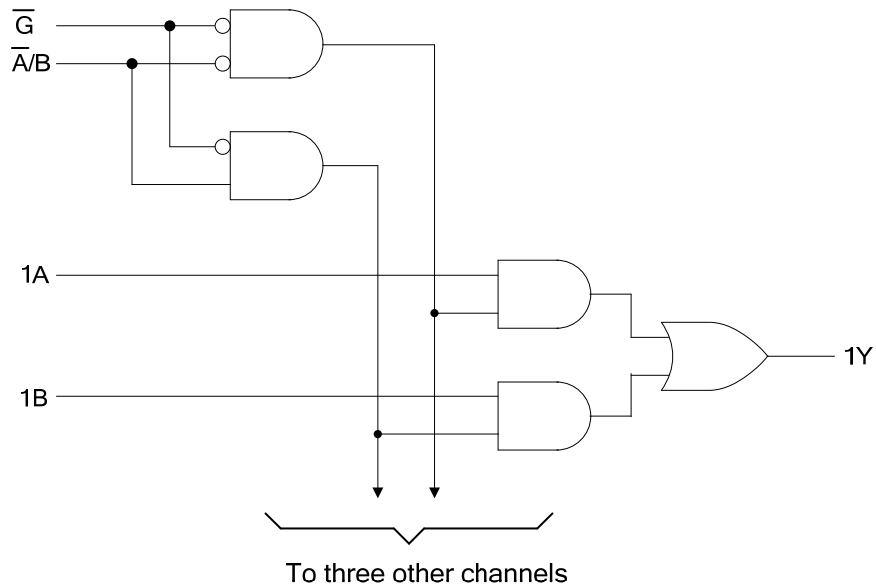 G̅
A̅/B
1A
1Y
1B
To three other channels